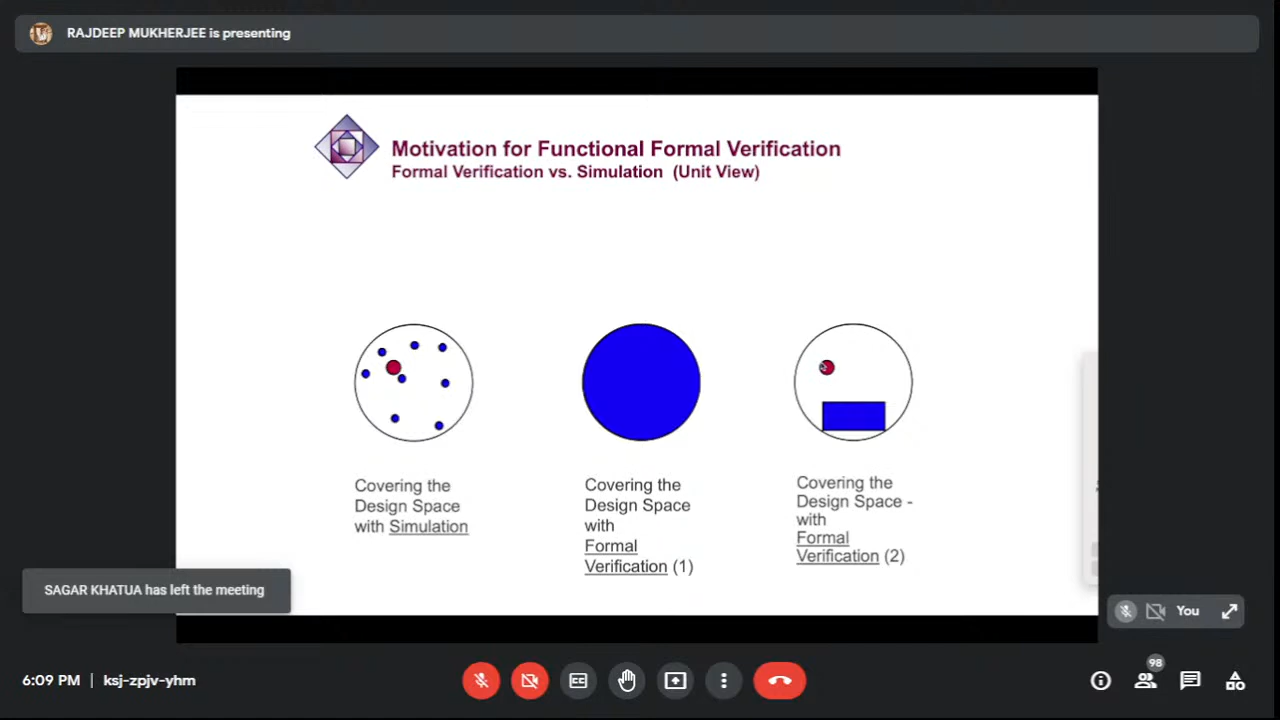 RAJDEEP MUKHERJEE is presenting
Motivation for Functional Formal Verification
Formal Verification vs. Simulation (Unit View)
Covering the
Design Space
with Simulation
Covering the
Design Space
with
Formal
Verification (1)
Covering the
Design Space -
with
Formal
Verification (2)
SAGAR KHATUA has left the meeting
You
6:09 PM | ksj-zpjv-yhm
98